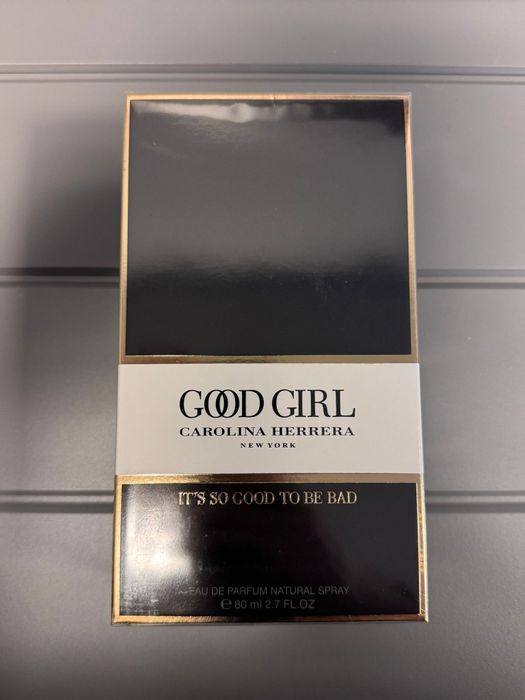 GOOD GIRL
CAROLINA HERRERA
NEW YORK
IT'S SO GOOD TO BE BAD
EAU DE PARFUM NATURAL SPRAY
℮ 80 ml 2.7 FL.OZ